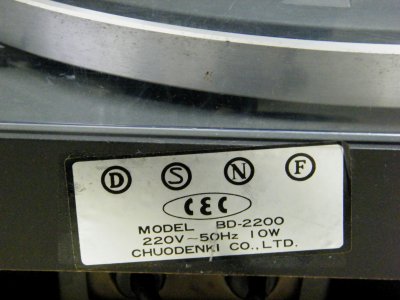 D S N F
CEC
MODEL BD-2200
220V~50Hz 10W
CHUODENKI CO., LTD.